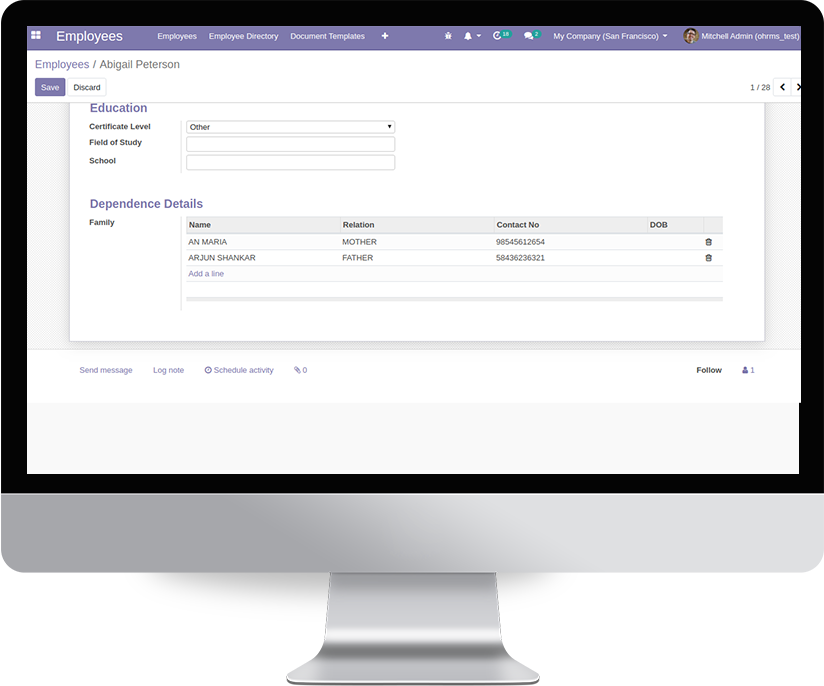 Employees Employees Employee Directory Document Templates + 18 2 My Company (San Francisco) Mitchell Admin (ohrms_test)
Employees / Abigail Peterson
Save Discard 1 / 28
Education
Certificate Level Other
Field of Study
School
Dependence Details
Family
Name Relation Contact No DOB
AN MARIA MOTHER 98545612654
ARJUN SHANKAR FATHER 58436236321
Add a line
Send message Log note Schedule activity 0 Follow 1